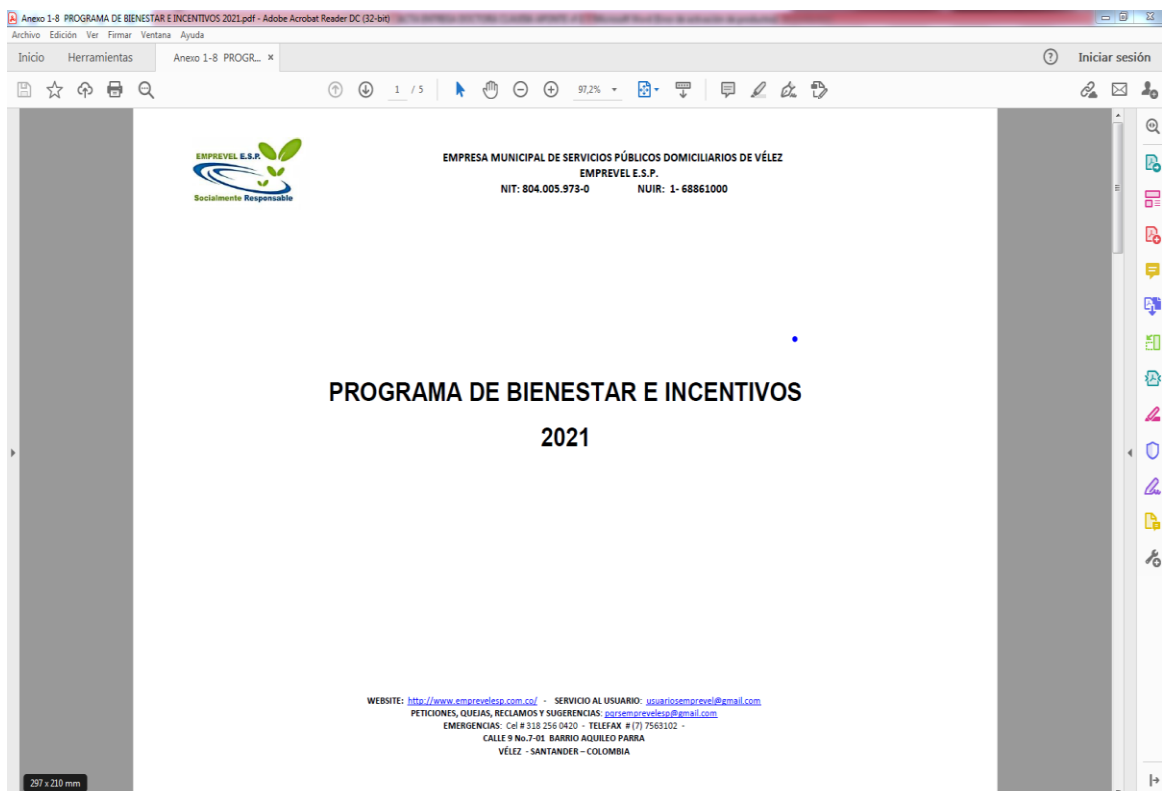 Anexo 1-8 PROGRAMA DE BIENESTAR E INCENTIVOS 2021.pdf - Adobe Acrobat Reader DC (32-bit)
Archivo Edición Ver Firmar Ventana Ayuda
Inicio Herramientas Anexo 1-8 PROGR... × Iniciar sesión
1 / 5 97,2%
EMPREVEL E.S.P.
Socialmente Responsable
EMPRESA MUNICIPAL DE SERVICIOS PÚBLICOS DOMICILIARIOS DE VÉLEZ
EMPREVEL E.S.P.
NIT: 804.005.973-0 NUIR: 1- 68861000
PROGRAMA DE BIENESTAR E INCENTIVOS
2021
WEBSITE: http://www.emprevelesp.com.co/ - SERVICIO AL USUARIO: usuariosemprevel@gmail.com
PETICIONES, QUEJAS, RECLAMOS Y SUGERENCIAS: pqrsemprevelesp@gmail.com
EMERGENCIAS: Cel # 318 256 0420 - TELEFAX # (7) 7563102 -
CALLE 9 No.7-01 BARRIO AQUILEO PARRA
VÉLEZ - SANTANDER – COLOMBIA
297 x 210 mm